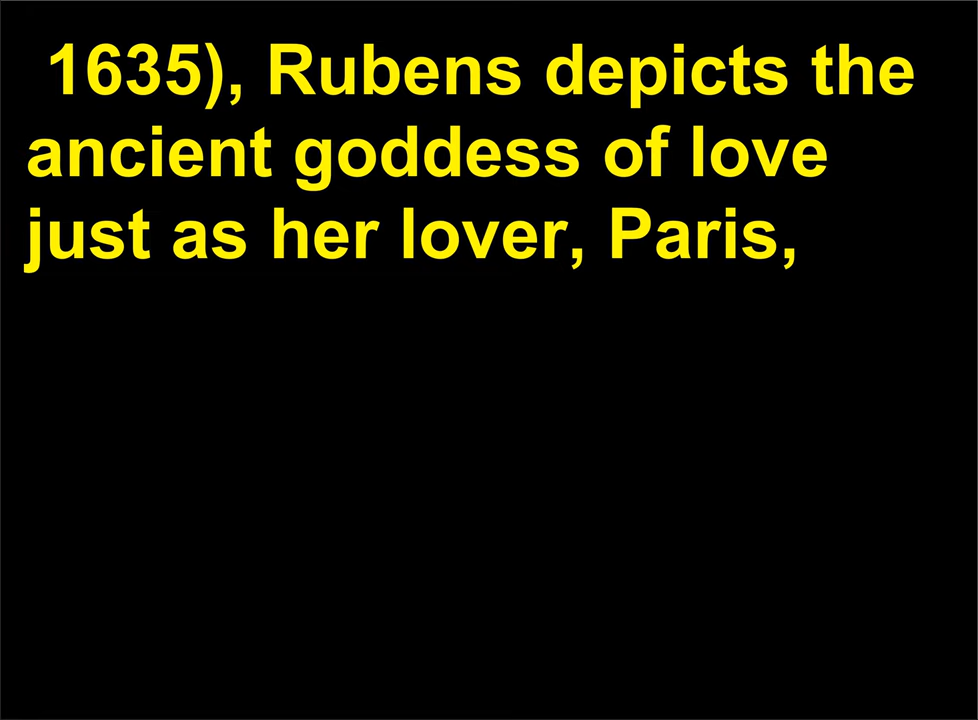 1635), Rubens depicts the
ancient goddess of love
just as her lover, Paris,